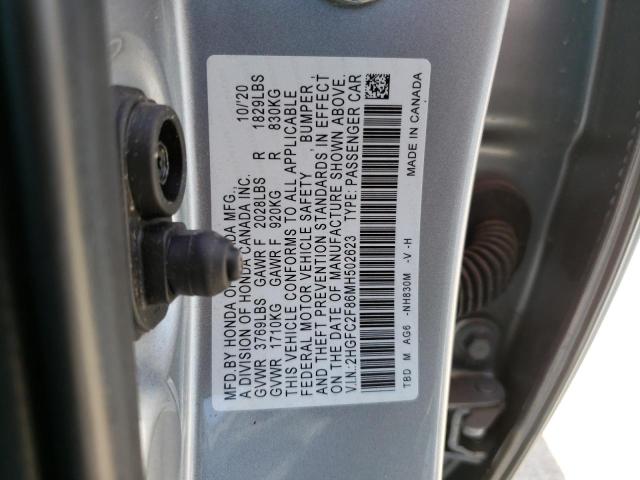 MFD.BY HONDA OF CANADA MFG.,
A DIVISION OF HONDA CANADA INC. 10/'20
GVWR 3769LBS GAWR F 2028LBS R 1829LBS
GVWR 1710KG GAWR F 920KG R 830KG
THIS VEHICLE CONFORMS TO ALL APPLICABLE
FEDERAL MOTOR VEHICLE SAFETY , BUMPER ,
AND THEFT PREVENTION STANDARDS IN EFFECT
ON THE DATE OF MANUFACTURE SHOWN ABOVE.
V.I.N.:2HGFC2F86MH502623 TYPE: PASSENGER CAR
TBD M AG6 -NH830M -V -H MADE IN CANADA